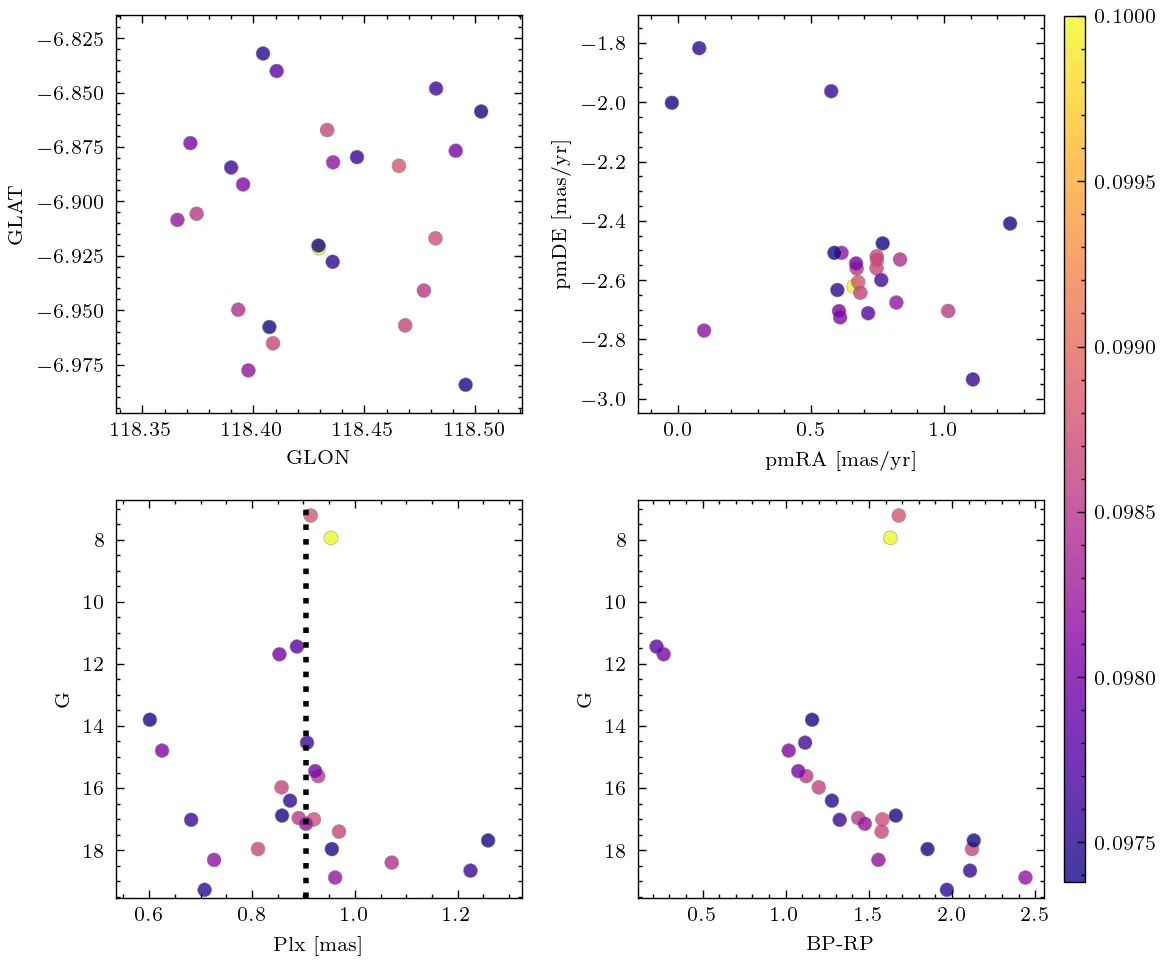 −6.825
−6.850
−6.875
−6.900
−6.925
−6.950
−6.975
GLAT
118.35 118.40 118.45 118.50
GLON
−1.8
−2.0
−2.2
−2.4
−2.6
−2.8
−3.0
pmDE [mas/yr]
0.0 0.5 1.0
pmRA [mas/yr]
0.1000
0.0995
0.0990
0.0985
0.0980
0.0975
8
10
12
14
16
18
G
0.6 0.8 1.0 1.2
Plx [mas]
8
10
12
14
16
18
G
0.5 1.0 1.5 2.0 2.5
BP-RP